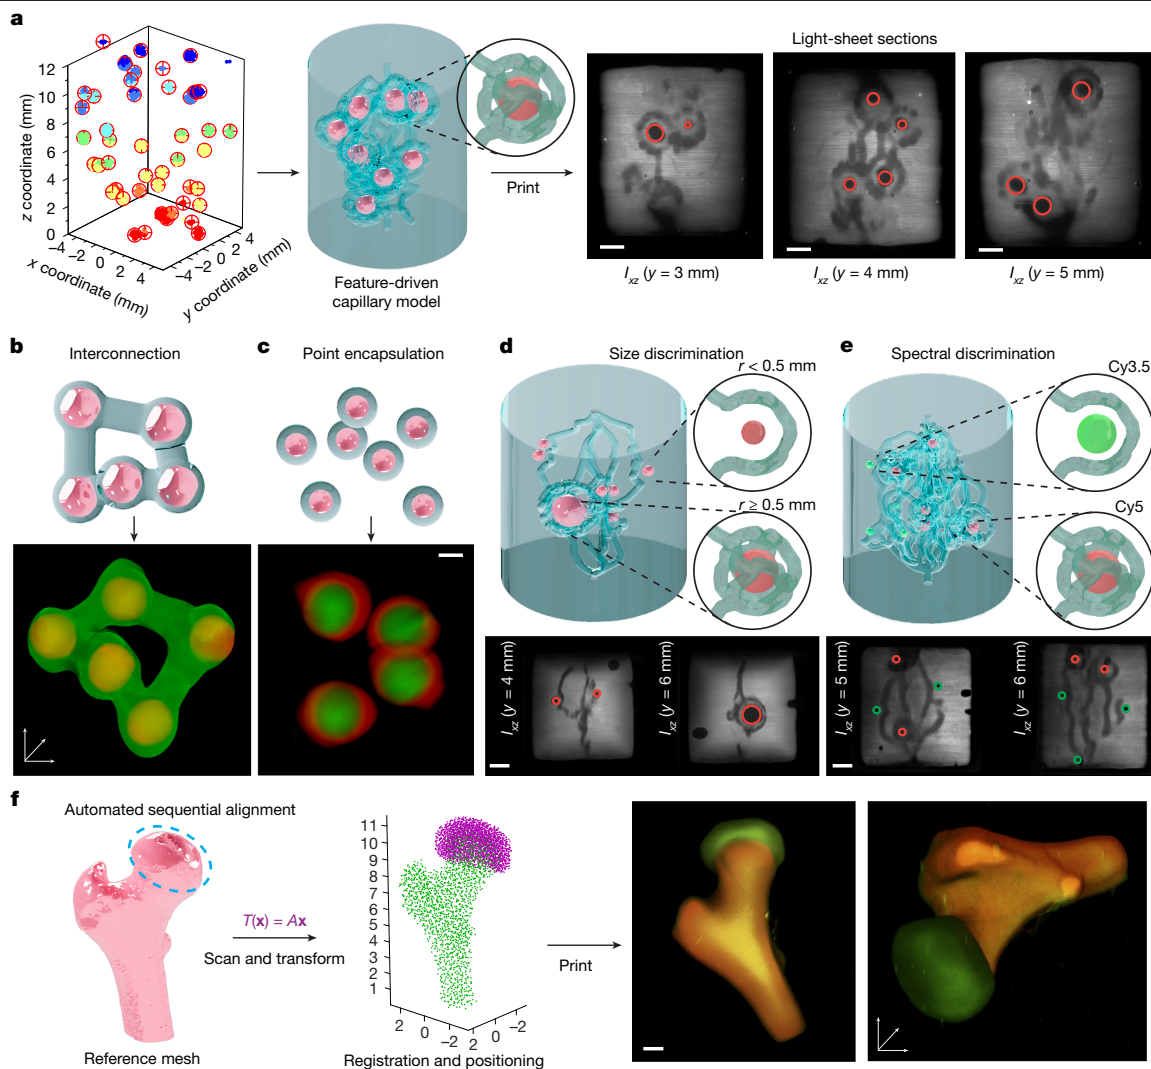 a
Light-sheet sections
12
10
8
6
4
2
0
z coordinate (mm)
−4
−2
0
2
4
x coordinate (mm)
−4
−2
0
2
4
y coordinate (mm)
Feature-driven
capillary model
Print
Ixz (y = 3 mm)
Ixz (y = 4 mm)
Ixz (y = 5 mm)
b
Interconnection
c
Point encapsulation
d
Size discrimination
r < 0.5 mm
r ≥ 0.5 mm
Ixz (y = 4 mm)
Ixz (y = 6 mm)
e
Spectral discrimination
Cy3.5
Cy5
Ixz (y = 5 mm)
Ixz (y = 6 mm)
f
Automated sequential alignment
Reference mesh
T(x) = Ax
Scan and transform
11
10
9
8
7
6
5
4
3
2
1
2
0
−2
2
0
−2
Registration and positioning
Print